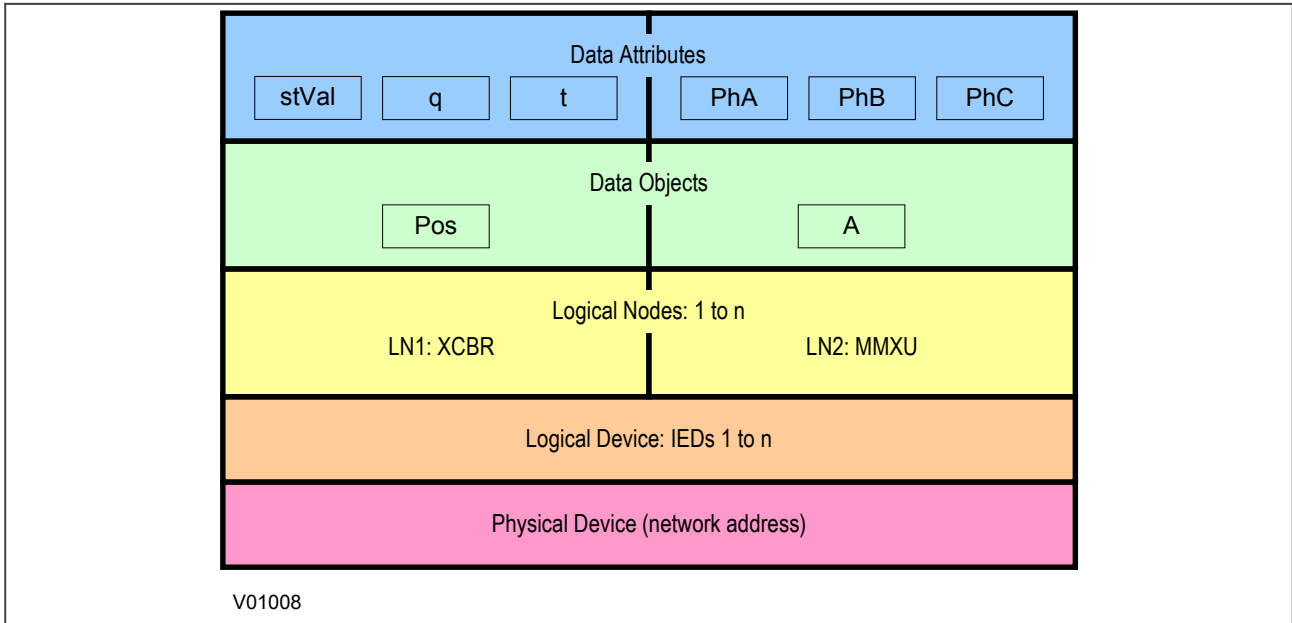 Data Attributes
stVal q t PhA PhB PhC
Data Objects
Pos A
Logical Nodes: 1 to n
LN1: XCBR LN2: MMXU
Logical Device: IEDs 1 to n
Physical Device (network address)
V01008